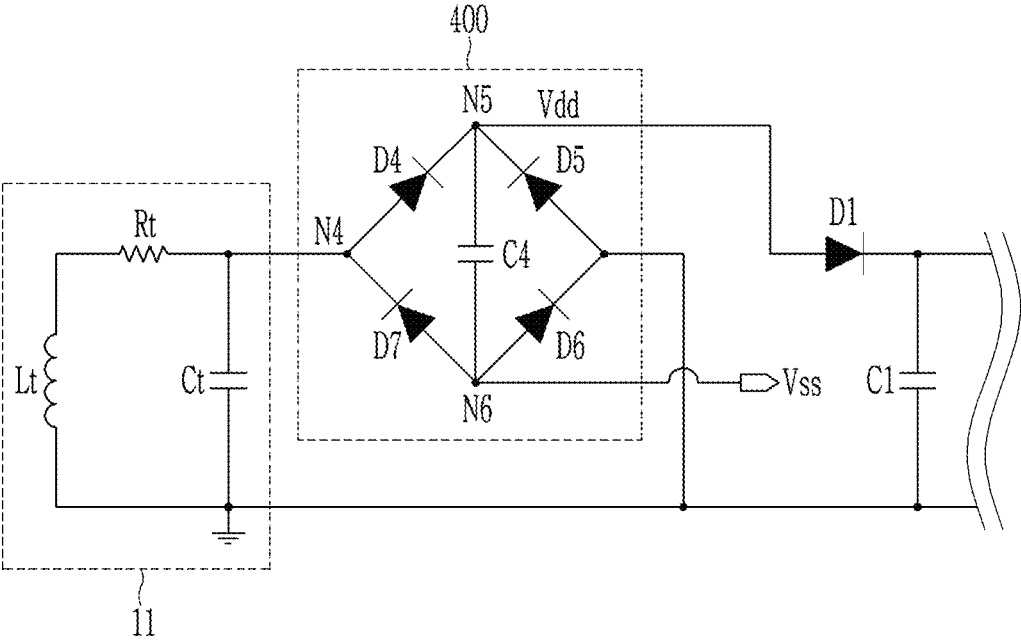 400
N5 Vdd
D4 D5
Rt N4 C4 D1
D7 D6
Lt Ct Vss C1
N6
11